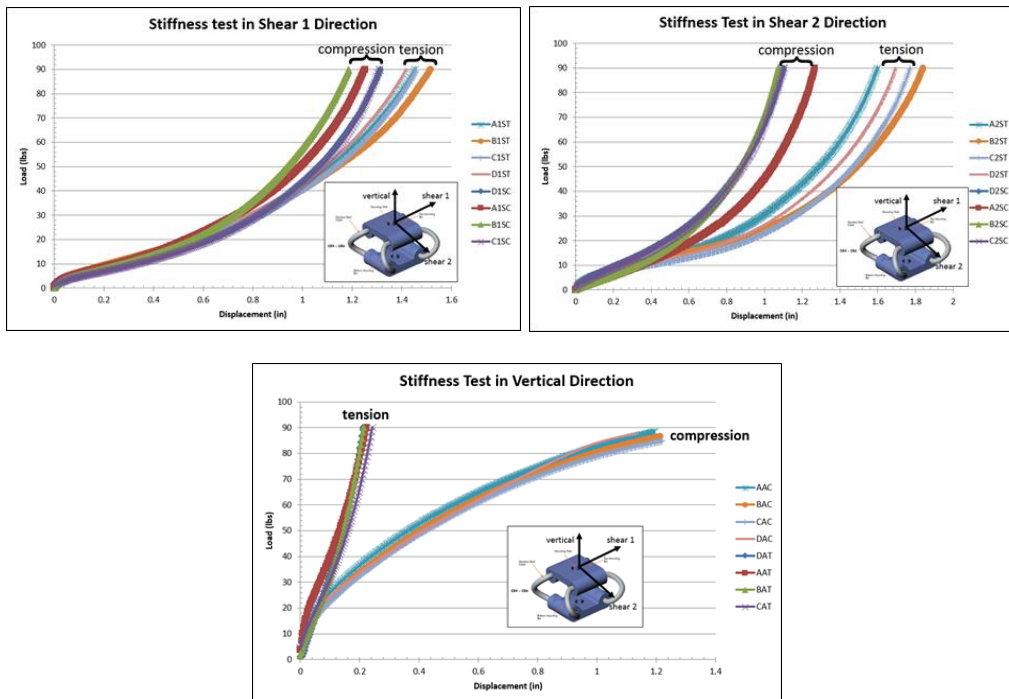 Stiffness test in Shear 1 Direction
compression tension
100
90
80
70
60
50
40
30
20
10
0
Load (lbs)
0 0.2 0.4 0.6 0.8 1 1.2 1.4 1.6
Displacement (in)
A1ST
B1ST
C1ST
D1ST
D1SC
A1SC
B1SC
C1SC
vertical
shear 1
shear 2
Stiffness Test in Shear 2 Direction
compression tension
100
90
80
70
60
50
40
30
20
10
0
Load (lbs)
0 0.2 0.4 0.6 0.8 1 1.2 1.4 1.6 1.8 2
Displacement (in)
A2ST
B2ST
C2ST
D2ST
D2SC
A2SC
B2SC
C2SC
vertical
shear 1
shear 2
Stiffness Test in Vertical Direction
tension
compression
100
90
80
70
60
50
40
30
20
10
0
Load (lbs)
0 0.2 0.4 0.6 0.8 1 1.2 1.4
Displacement (in)
AAC
BAC
CAC
DAC
DAT
AAT
BAT
CAT
vertical
shear 1
shear 2